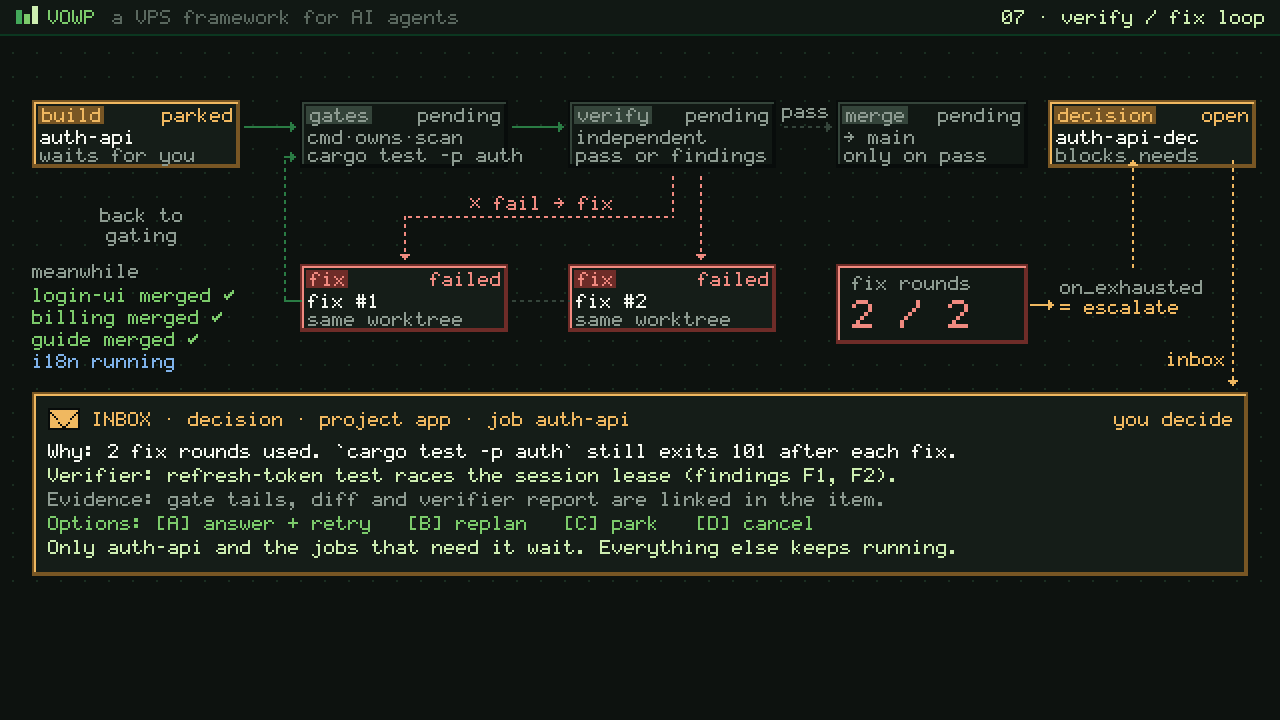 VOWP a VPS framework for AI agents
07 · verify / fix loop
build parked
auth-api
waits for you
gates pending
cmd·owns·scan
cargo test -p auth
verify pending
independent
pass or findings
pass
merge pending
→ main
only on pass
decision open
auth-api-dec
blocks needs
× fail → fix
back to
gating
meanwhile
login-ui merged ✔
billing merged ✔
guide merged ✔
i18n running
fix failed
fix #1
same worktree
fix failed
fix #2
same worktree
fix rounds
2 / 2
on_exhausted
= escalate
inbox
INBOX · decision · project app · job auth-api
you decide
Why: 2 fix rounds used. `cargo test -p auth` still exits 101 after each fix.
Verifier: refresh-token test races the session lease (findings F1, F2).
Evidence: gate tails, diff and verifier report are linked in the item.
Options: [A] answer + retry [B] replan [C] park [D] cancel
Only auth-api and the jobs that need it wait. Everything else keeps running.